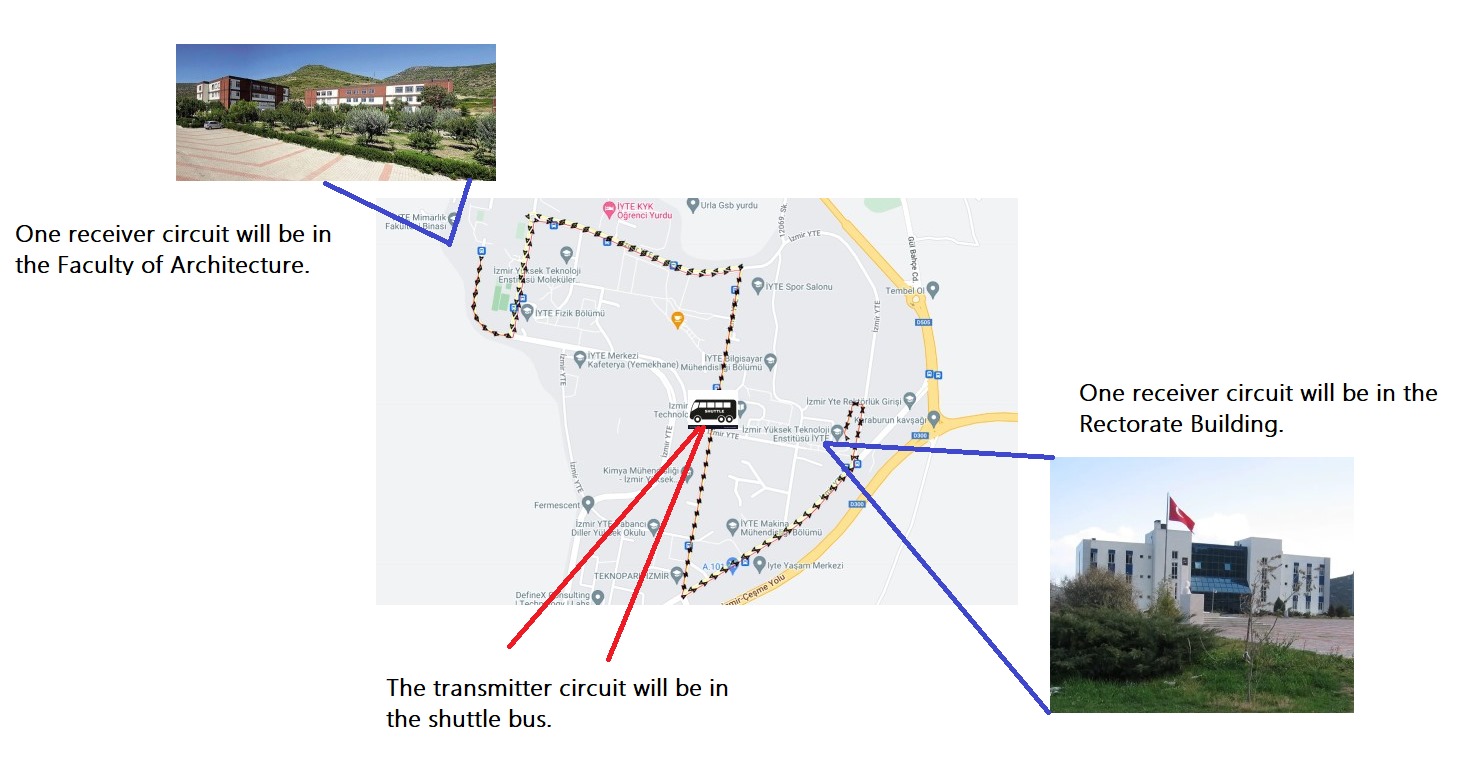 One receiver circuit will be in
the Faculty of Architecture.
İYTE Mimarlık
Fakültesi Binası
İYTE KYK
Öğrenci Yurdu
Urla Gsb yurdu
12099. Sk.
İzmir YTE
Gül Bahçe Cd.
İzmir Yüksek Teknoloji
Enstitüsü Moleküler...
İYTE Spor Salonu
Tembel Ol
İYTE Fizik Bölümü
İzmir YTE
D505
İYTE Merkezi
Kafeterya (Yemekhane)
İYTE Bilgisayar
Mühendisliği Bölümü
İzmir YTE
One receiver circuit will be in the
Rectorate Building.
İzmir Yte Rektörlük Girişi
İzmir
Technolo
SHUTTLE
Karaburun kavşağı
İzmir Yüksek Teknoloji
Enstitüsü İYTE
İzmir YTE
İzmir YTE
D300
Kimya Mühendisliği
- İzmir Yüksek...
İzmir YTE
Fermescent
D300
İzmir YTE Yabancı
Diller Yüksek Okulu
İYTE Makina
Mühendisliği Bölümü
A.101
Iyte Yaşam Merkezi
TEKNOPARK İZMİR
İzmir-Çeşme Yolu
DefineX Consulting
| Technology | Labs
The transmitter circuit will be in
the shuttle bus.